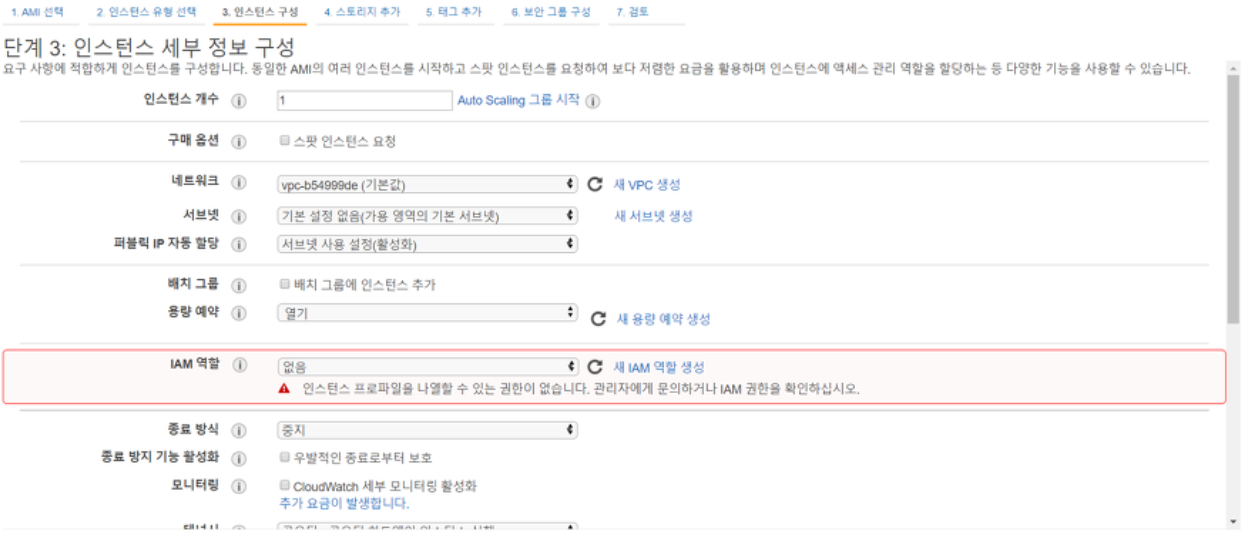 1. AMI 선택 2. 인스턴스 유형 선택 3. 인스턴스 구성 4. 스토리지 추가 5. 태그 추가 6. 보안 그룹 구성 7. 검토
단계 3: 인스턴스 세부 정보 구성
요구 사항에 적합하게 인스턴스를 구성합니다. 동일한 AMI의 여러 인스턴스를 시작하고 스팟 인스턴스를 요청하여 보다 저렴한 요금을 활용하며 인스턴스에 액세스 관리 역할을 할당하는 등 다양한 기능을 사용할 수 있습니다.
인스턴스 개수 1 Auto Scaling 그룹 시작
구매 옵션 스팟 인스턴스 요청
네트워크 vpc-b54999de (기본값) 새 VPC 생성
서브넷 기본 설정 없음(가용 영역의 기본 서브넷) 새 서브넷 생성
퍼블릭 IP 자동 할당 서브넷 사용 설정(활성화)
배치 그룹 배치 그룹에 인스턴스 추가
용량 예약 열기 새 용량 예약 생성
IAM 역할 없음 새 IAM 역할 생성
인스턴스 프로파일을 나열할 수 있는 권한이 없습니다. 관리자에게 문의하거나 IAM 권한을 확인하십시오.
종료 방식 중지
종료 방지 기능 활성화 우발적인 종료로부터 보호
모니터링 CloudWatch 세부 모니터링 활성화
추가 요금이 발생합니다.